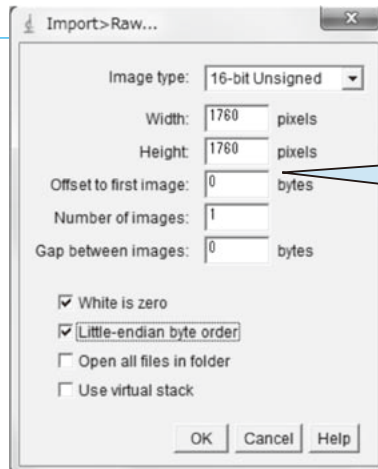 Import>Raw...
Image type: 16-bit Unsigned
Width: 1760 pixels
Height: 1760 pixels
Offset to first image: 0 bytes
Number of images: 1
Gap between images: 0 bytes
White is zero
Little-endian byte order
Open all files in folder
Use virtual stack
OK Cancel Help